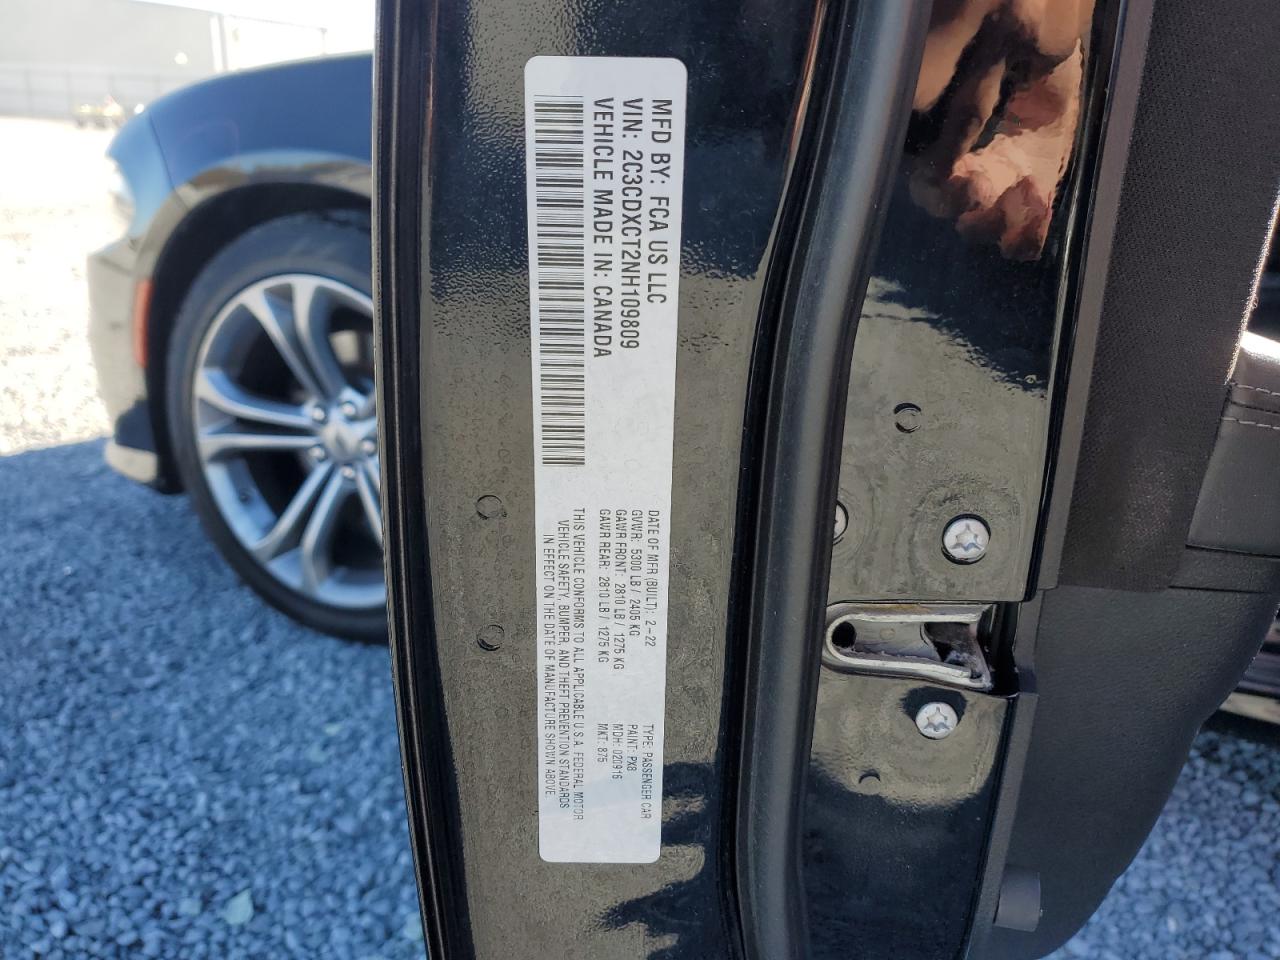 MFD BY: FCA US LLC
VIN: 2C3CDXCT2NH109809
VEHICLE MADE IN: CANADA
DATE OF MFR (BUILT): 2-22
GVWR: 5300 LB / 2405 KG
GAWR FRONT: 2810 LB / 1275 KG
GAWR REAR: 2810 LB / 1275 KG
THIS VEHICLE CONFORMS TO ALL APPLICABLE U.S.A. FEDERAL MOTOR
VEHICLE SAFETY, BUMPER, AND THEFT PREVENTION STANDARDS
IN EFFECT ON THE DATE OF MANUFACTURE SHOWN ABOVE.
TYPE: PASSENGER CAR
PAINT: PX8
MDH: 020916
MKT: 875